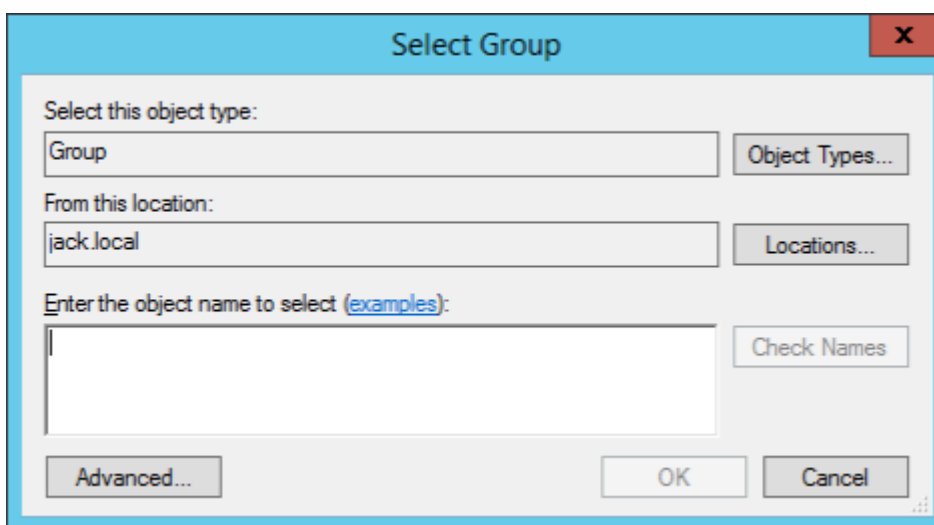 Select Group
x
Select this object type:
Group
Object Types...
From this location:
jack.local
Locations...
Enter the object name to select (examples):
Check Names
Advanced...
OK
Cancel